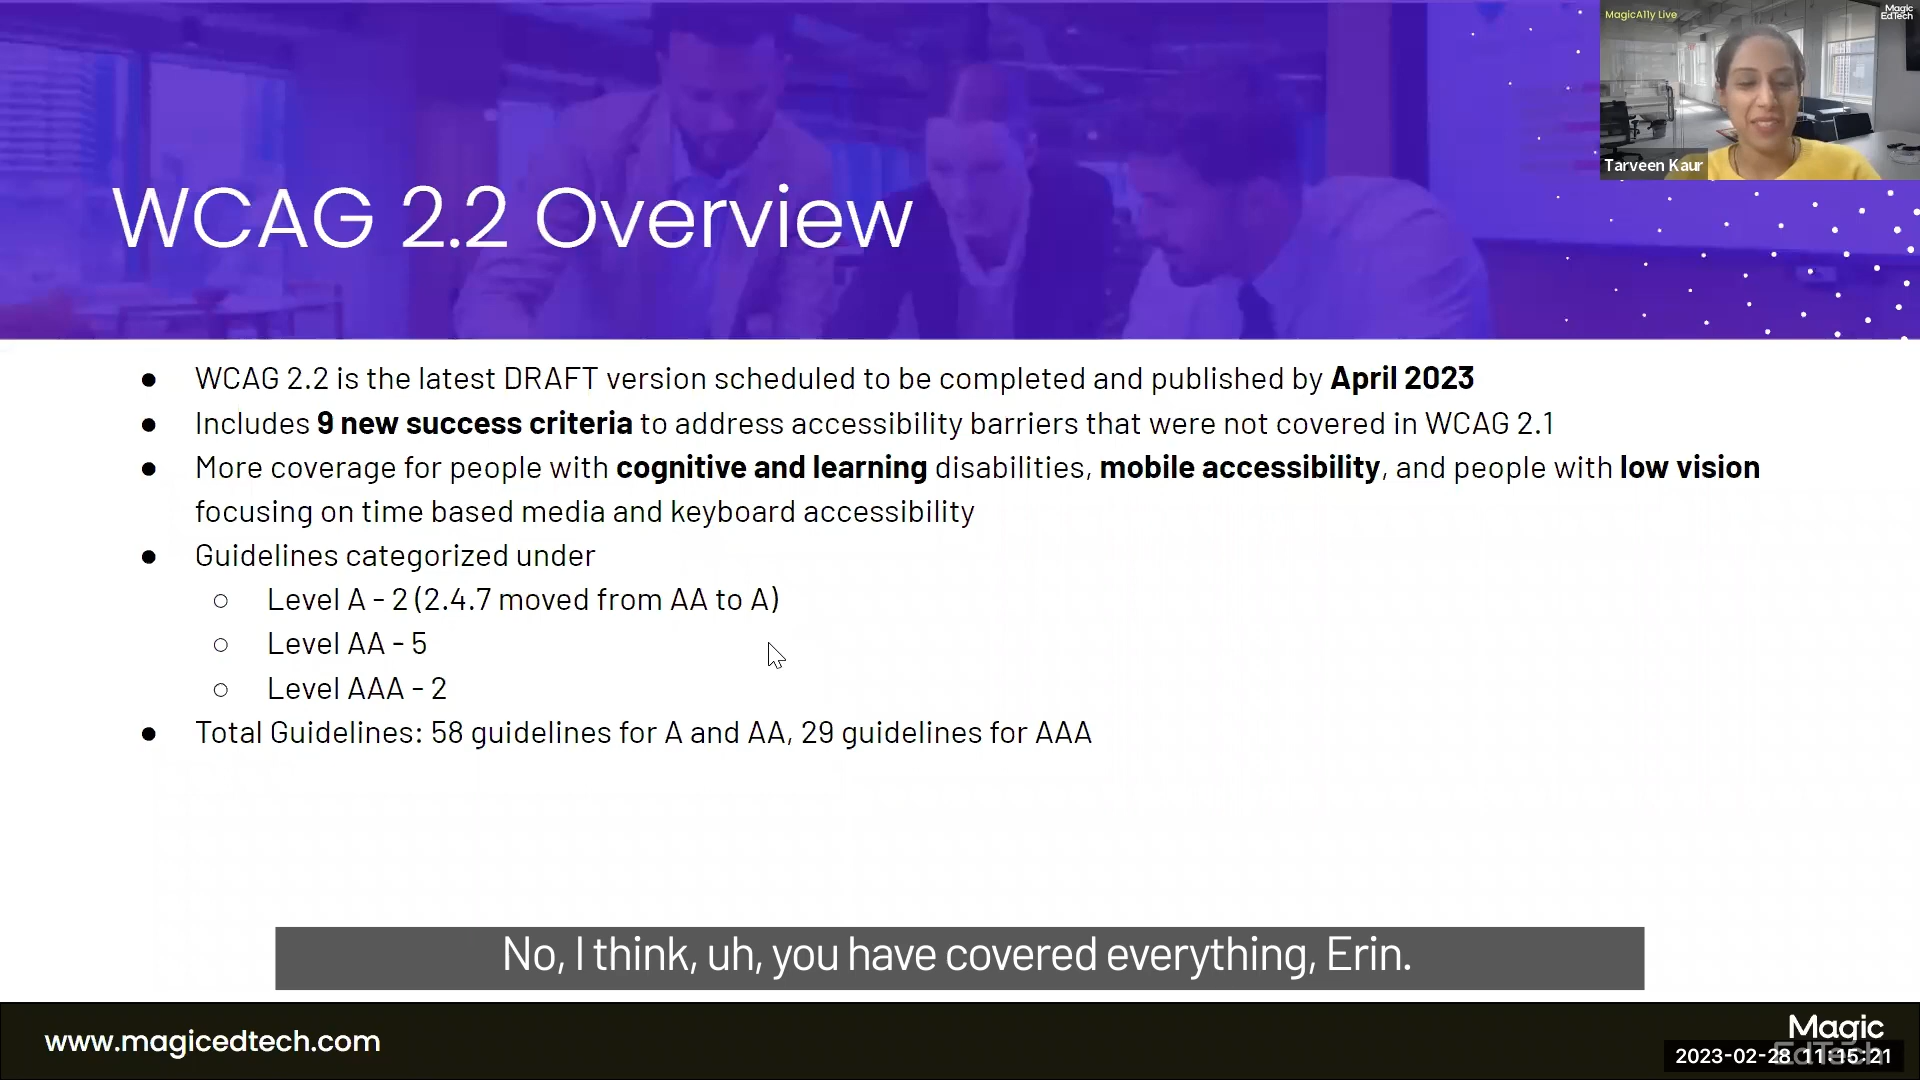 MagicA11y Live
Magic
EdTech
Tarveen Kaur
WCAG 2.2 Overview
● WCAG 2.2 is the latest DRAFT version scheduled to be completed and published by April 2023
● Includes 9 new success criteria to address accessibility barriers that were not covered in WCAG 2.1
● More coverage for people with cognitive and learning disabilities, mobile accessibility, and people with low vision
focusing on time based media and keyboard accessibility
● Guidelines categorized under
○ Level A - 2 (2.4.7 moved from AA to A)
○ Level AA - 5
○ Level AAA - 2
● Total Guidelines: 58 guidelines for A and AA, 29 guidelines for AAA
No, I think, uh, you have covered everything, Erin.
www.magicedtech.com
Magic
EdTech
2023-02-28 11:15:21